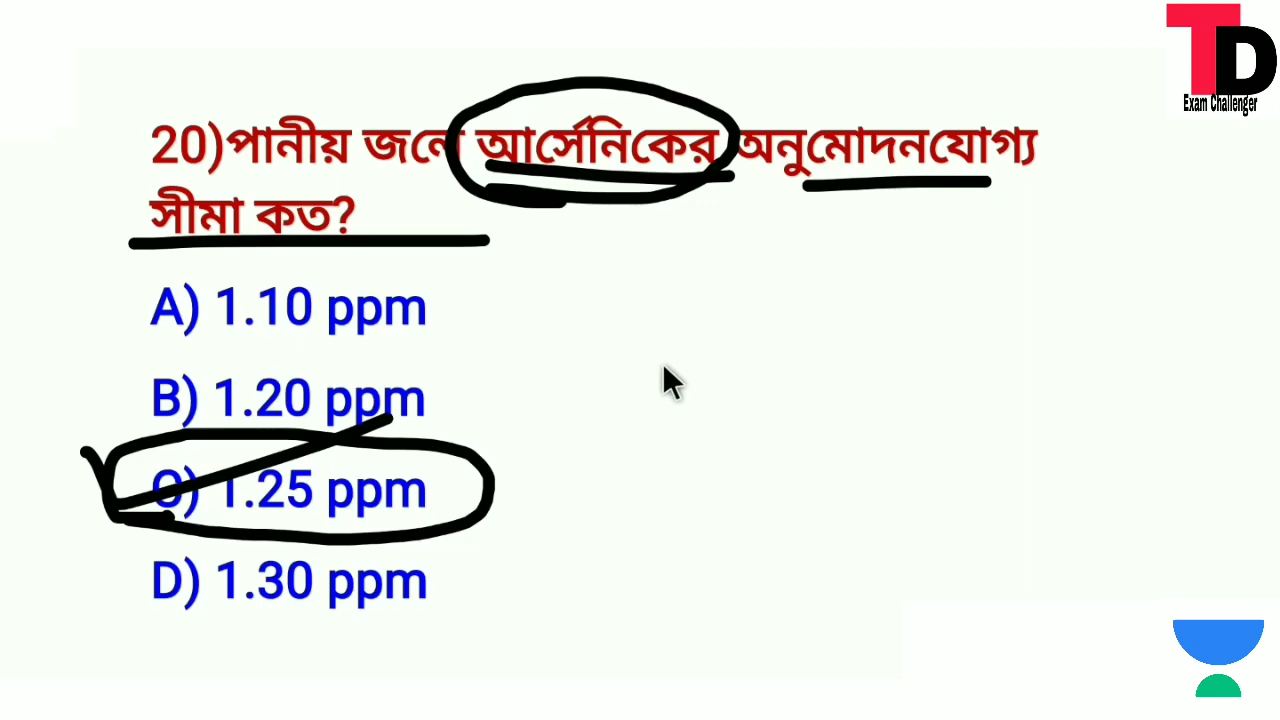 TD
Exam Challenger
20)পানীয় জলে আর্সেনিকের অনুমোদনযোগ্য
সীমা কত?
A) 1.10 ppm
B) 1.20 ppm
C) 1.25 ppm
D) 1.30 ppm